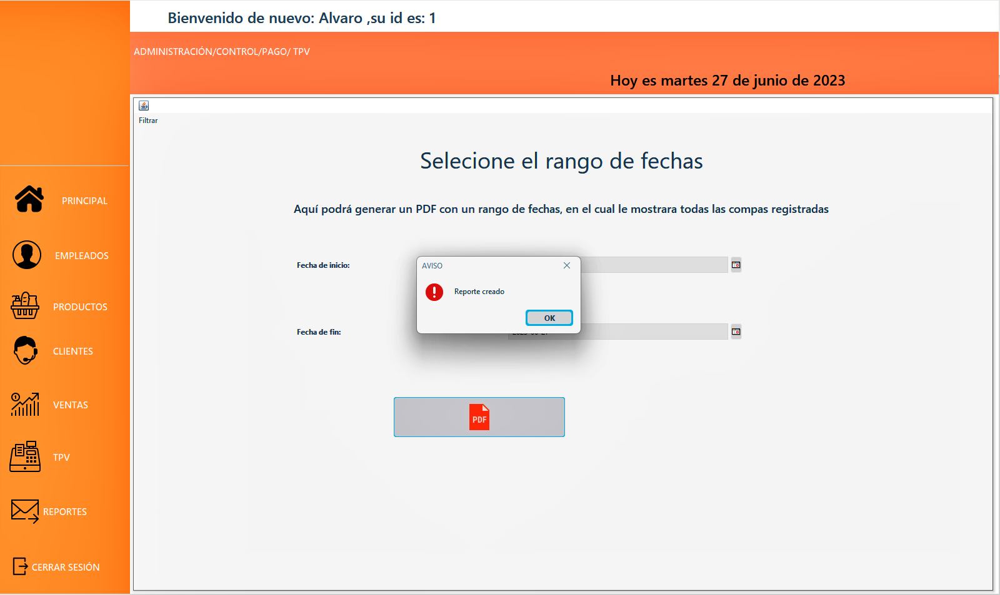 Bienvenido de nuevo: Alvaro ,su id es: 1
ADMINISTRACIÓN/CONTROL/PAGO/ TPV
Hoy es martes 27 de junio de 2023
Filtrar
Selecione el rango de fechas
Aquí podrá generar un PDF con un rango de fechas, en el cual le mostrara todas las compas registradas
Fecha de inicio:
AVISO
Reporte creado
OK
Fecha de fin:
PDF
PRINCIPAL
EMPLEADOS
PRODUCTOS
CLIENTES
VENTAS
TPV
REPORTES
CERRAR SESIÓN